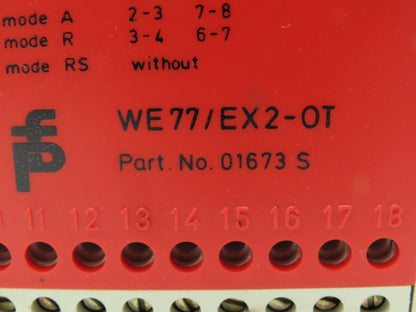 mode A 2-3 7-8
mode R 3-4 6-7
mode RS without
WE77/EX2-OT
fp
Part. No. 01673 S
11 12 13 14 15 16 17 18